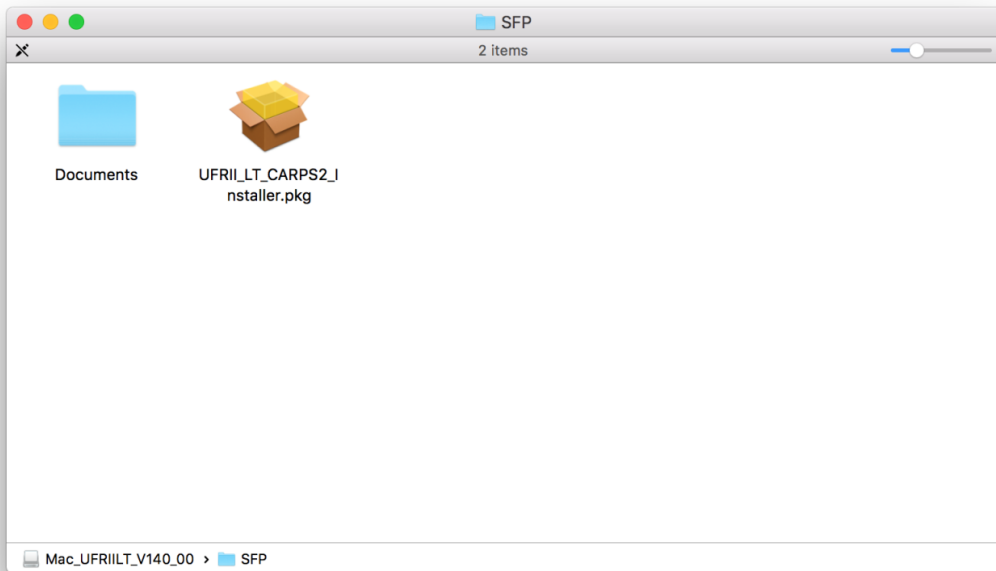 SFP
2 items
Documents
UFRII_LT_CARPS2_I
nstaller.pkg
Mac_UFRIILT_V140_00 › SFP